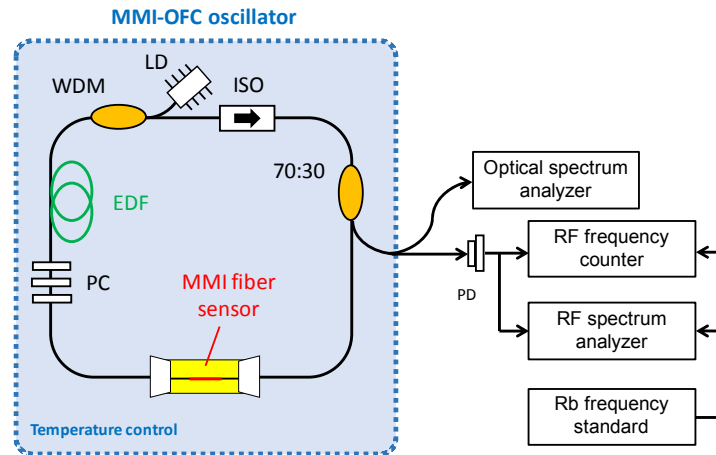 MMI-OFC oscillator
LD
WDM
ISO
70:30
EDF
PC
MMI fiber
sensor
Temperature control
Optical spectrum
analyzer
RF frequency
counter
PD
RF spectrum
analyzer
Rb frequency
standard